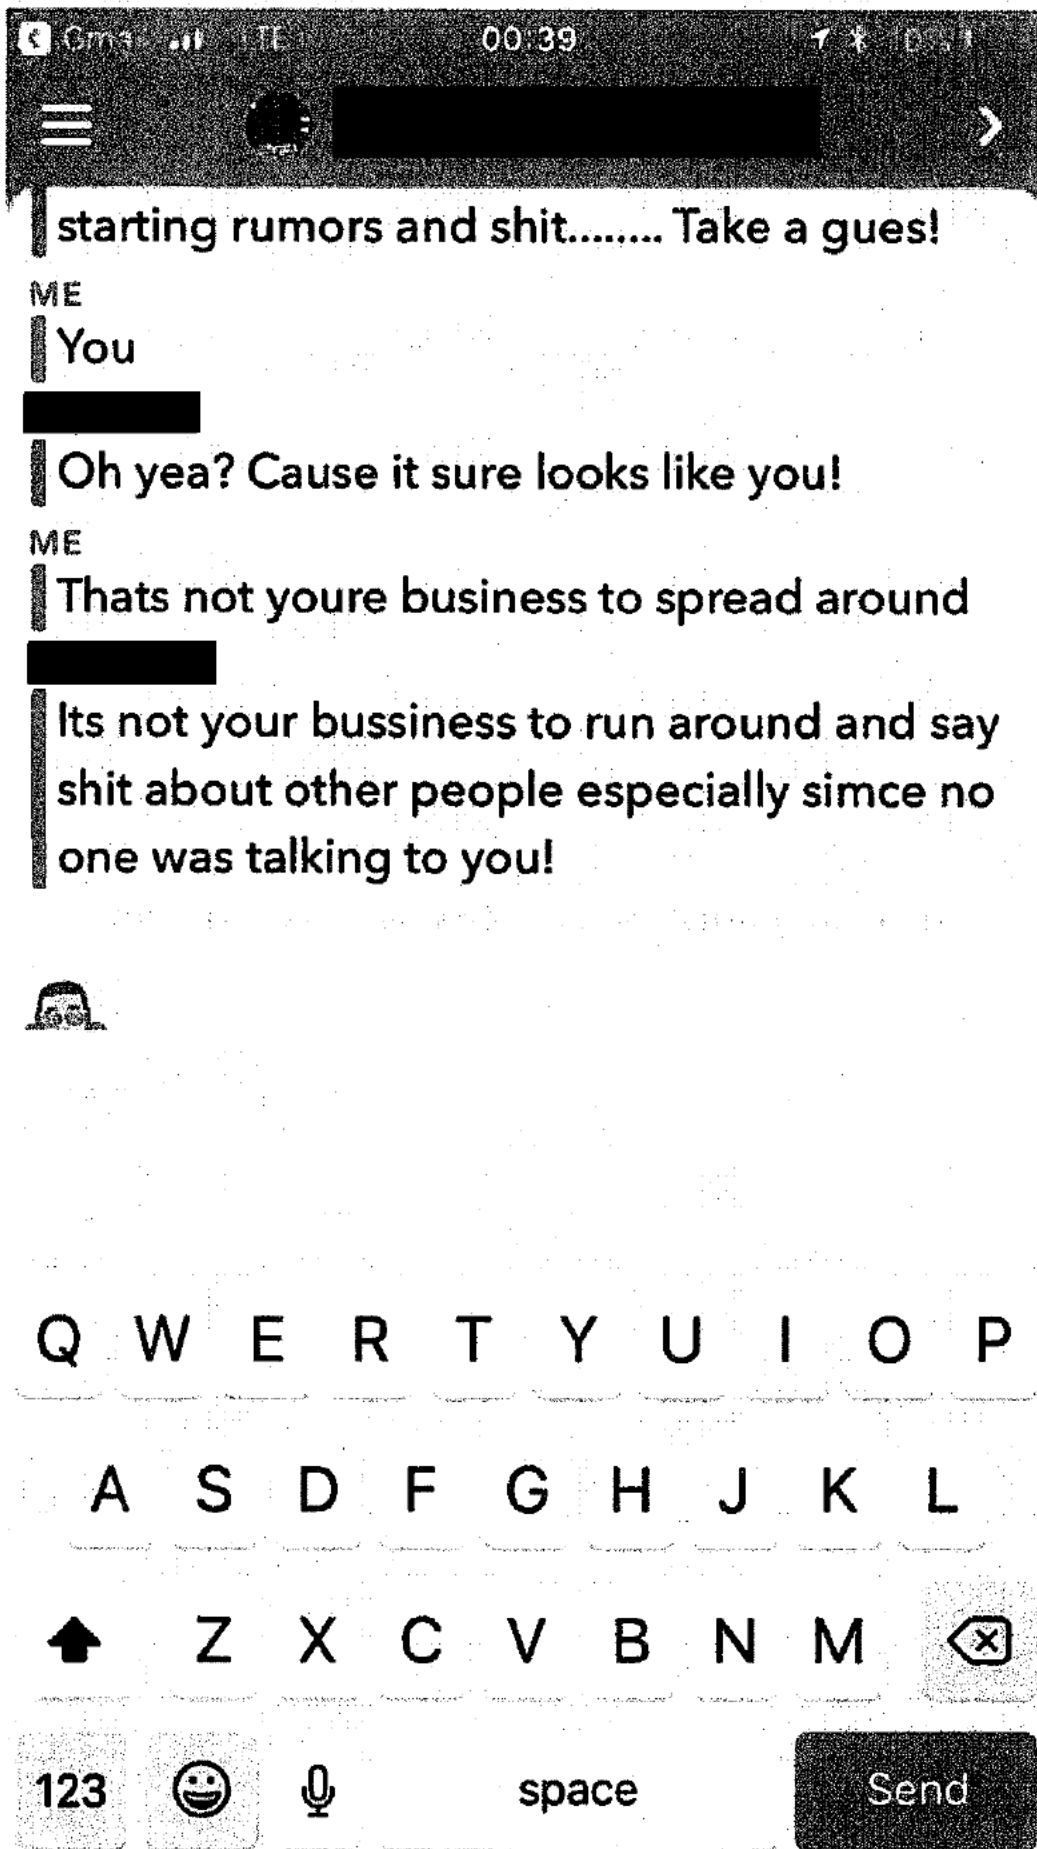 Gmail LTE 00:39
starting rumors and shit........ Take a gues!
ME
You
Oh yea? Cause it sure looks like you!
ME
Thats not youre business to spread around
Its not your bussiness to run around and say
shit about other people especially simce no
one was talking to you!
Q W E R T Y U I O P
A S D F G H J K L
Z X C V B N M
123 space Send